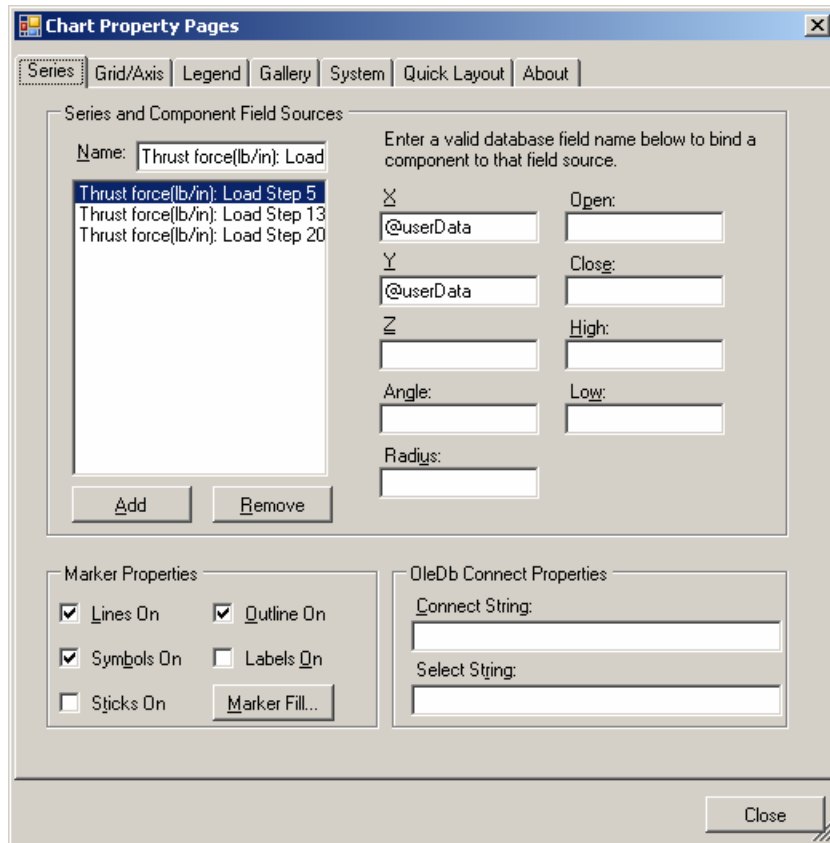 Chart Property Pages
Series Grid/Axis Legend Gallery System Quick Layout About
Series and Component Field Sources
Name: Thrust force(lb/in): Load
Thrust force(lb/in): Load Step 5
Thrust force(lb/in): Load Step 13
Thrust force(lb/in): Load Step 20
Add Remove
Enter a valid database field name below to bind a
component to that field source.
X Open:
@userData
Y Close:
@userData
Z High:
Angle: Low:
Radius:
Marker Properties
Lines On Outline On
Symbols On Labels On
Sticks On Marker Fill...
OleDb Connect Properties
Connect String:
Select String:
Close